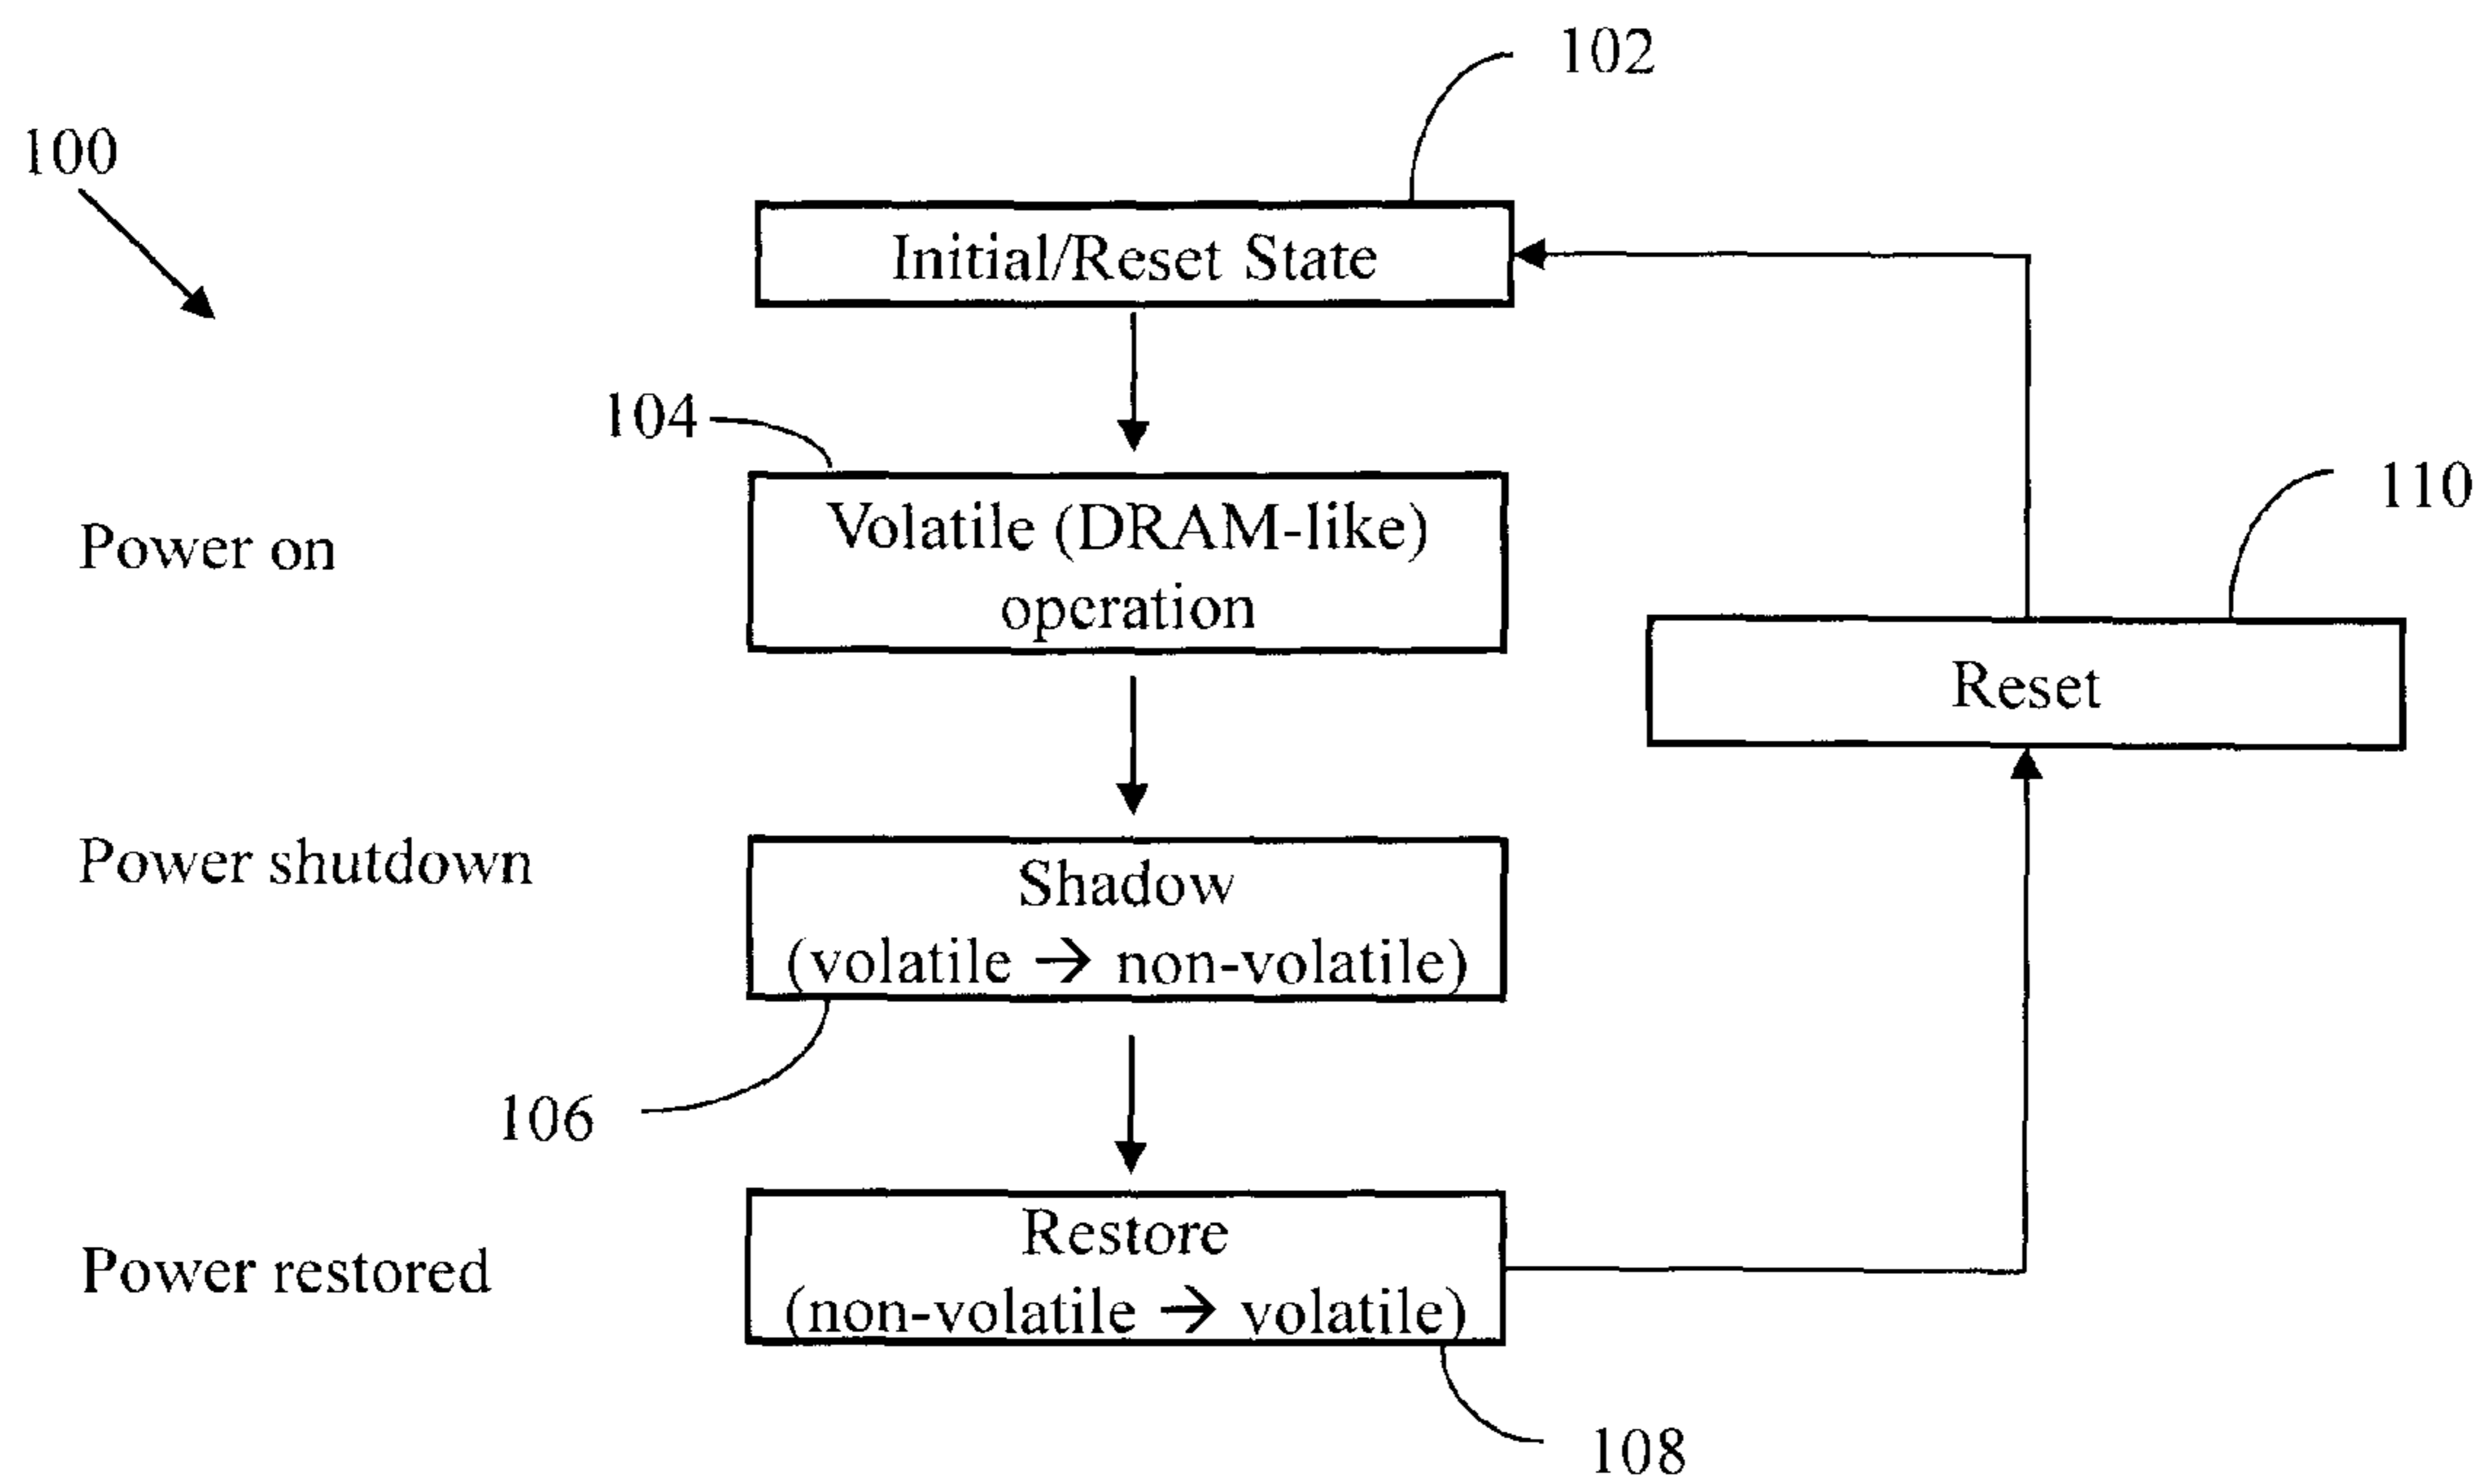 102
100
Initial/Reset State
104
Volatile (DRAM-like)
operation
Power on
110
Reset
Power shutdown
Shadow
(volatile → non-volatile)
106
Restore
(non-volatile → volatile)
Power restored
108